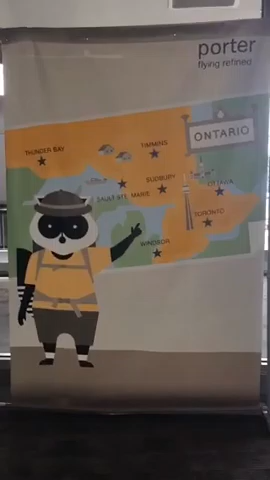 porter
flying refined
ONTARIO
THUNDER BAY
TIMMINS
SUDBURY
OTTAWA
SAULT STE. MARIE
TORONTO
WINDSOR